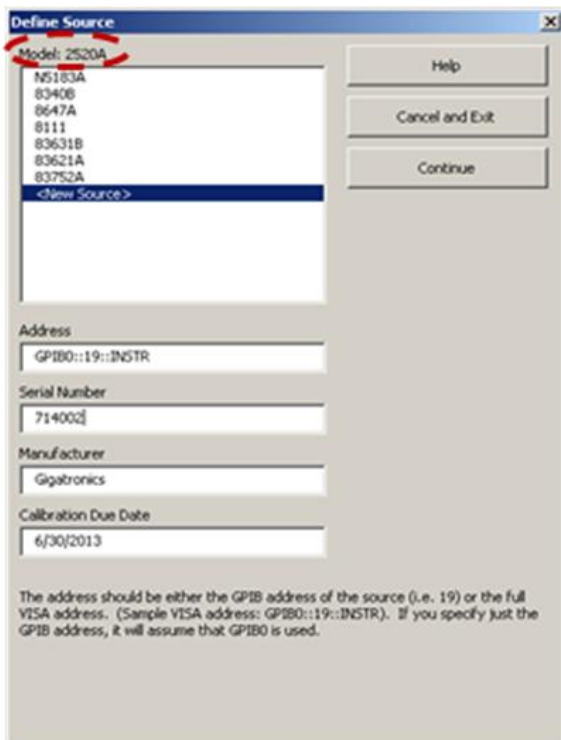 Define Source
Model: 2520A
N5183A
8340B
8647A
8111
83631B
83621A
83752A
<New Source>
Help
Cancel and Exit
Continue
Address
GPIB0::19::INSTR
Serial Number
714002
Manufacturer
Gigatronics
Calibration Due Date
6/30/2013
The address should be either the GPIB address of the source (i.e. 19) or the full
VISA address. (Sample VISA address: GPIB0::19::INSTR). If you specify just the
GPIB address, it will assume that GPIB0 is used.